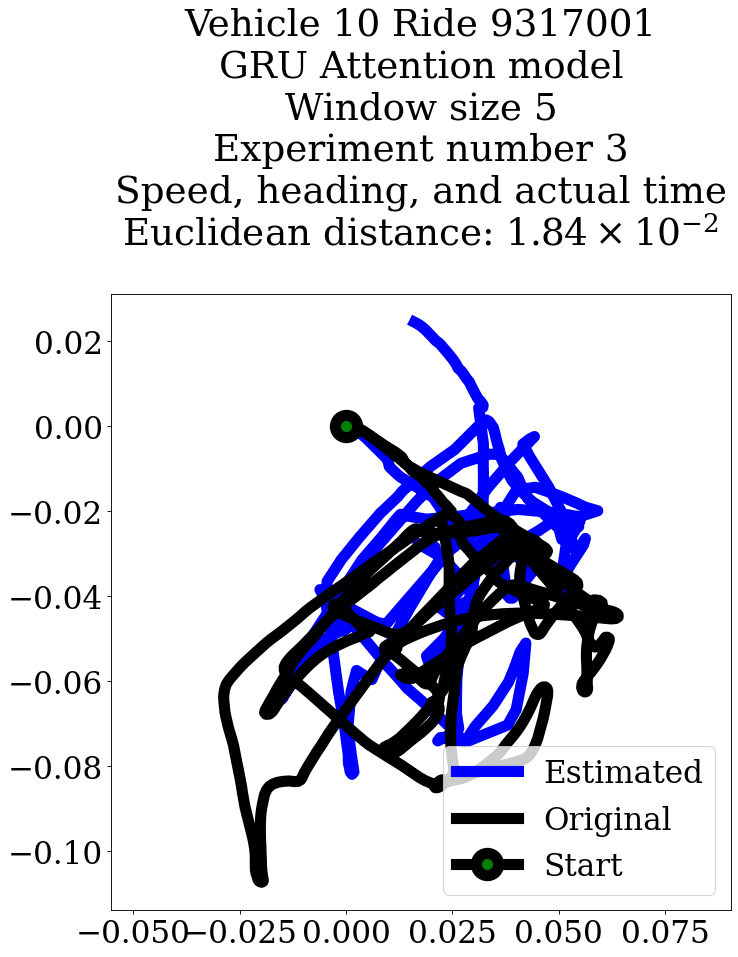 Vehicle 10 Ride 9317001
GRU Attention model
Window size 5
Experiment number 3
Speed, heading, and actual time
Euclidean distance: 1.84 × 10⁻²
0.02
0.00
−0.02
−0.04
−0.06
−0.08
−0.10
Estimated
Original
Start
−0.050 −0.025 0.000 0.025 0.050 0.075